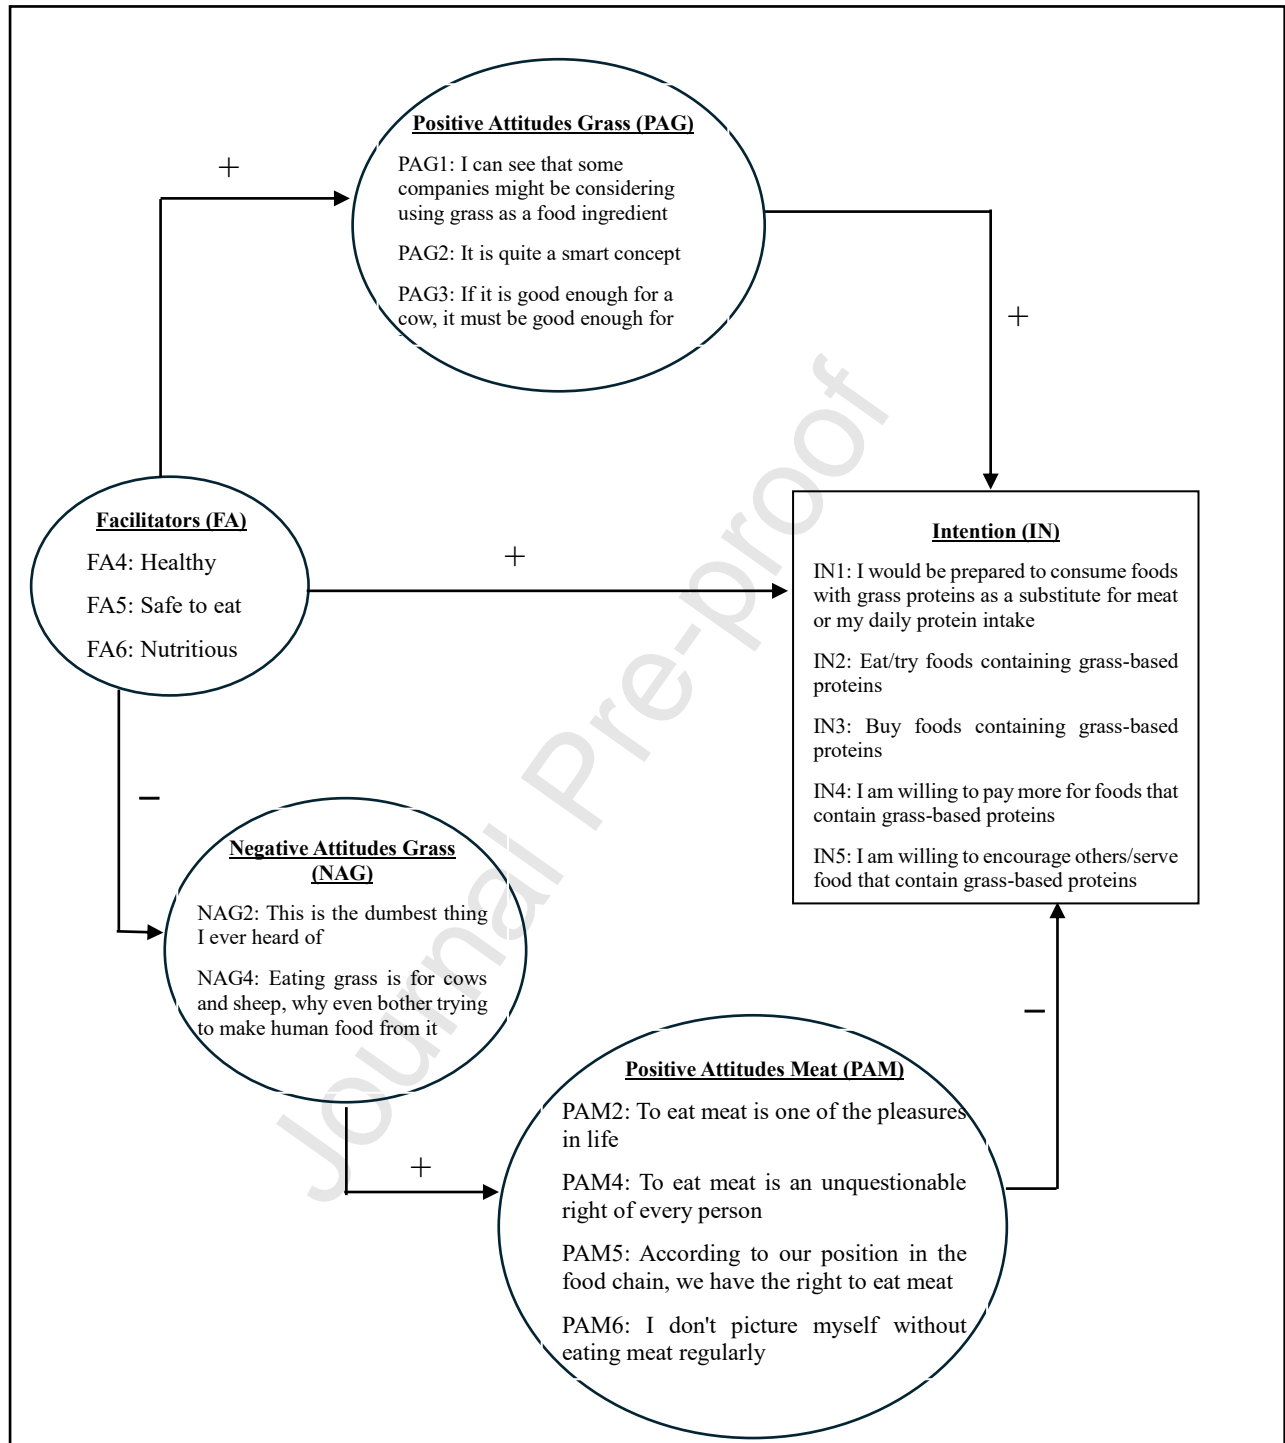 Positive Attitudes Grass (PAG)
PAG1: I can see that some
companies might be considering
using grass as a food ingredient
PAG2: It is quite a smart concept
PAG3: If it is good enough for a
cow, it must be good enough for
+
+
Facilitators (FA)
FA4: Healthy
FA5: Safe to eat
FA6: Nutritious
+
Intention (IN)
IN1: I would be prepared to consume foods
with grass proteins as a substitute for meat
or my daily protein intake
IN2: Eat/try foods containing grass-based
proteins
IN3: Buy foods containing grass-based
proteins
IN4: I am willing to pay more for foods that
contain grass-based proteins
IN5: I am willing to encourage others/serve
food that contain grass-based proteins
–
Negative Attitudes Grass
(NAG)
NAG2: This is the dumbest thing
I ever heard of
NAG4: Eating grass is for cows
and sheep, why even bother trying
to make human food from it
+
–
Positive Attitudes Meat (PAM)
PAM2: To eat meat is one of the pleasures
in life
PAM4: To eat meat is an unquestionable
right of every person
PAM5: According to our position in the
food chain, we have the right to eat meat
PAM6: I don't picture myself without
eating meat regularly
Journal Pre-proof